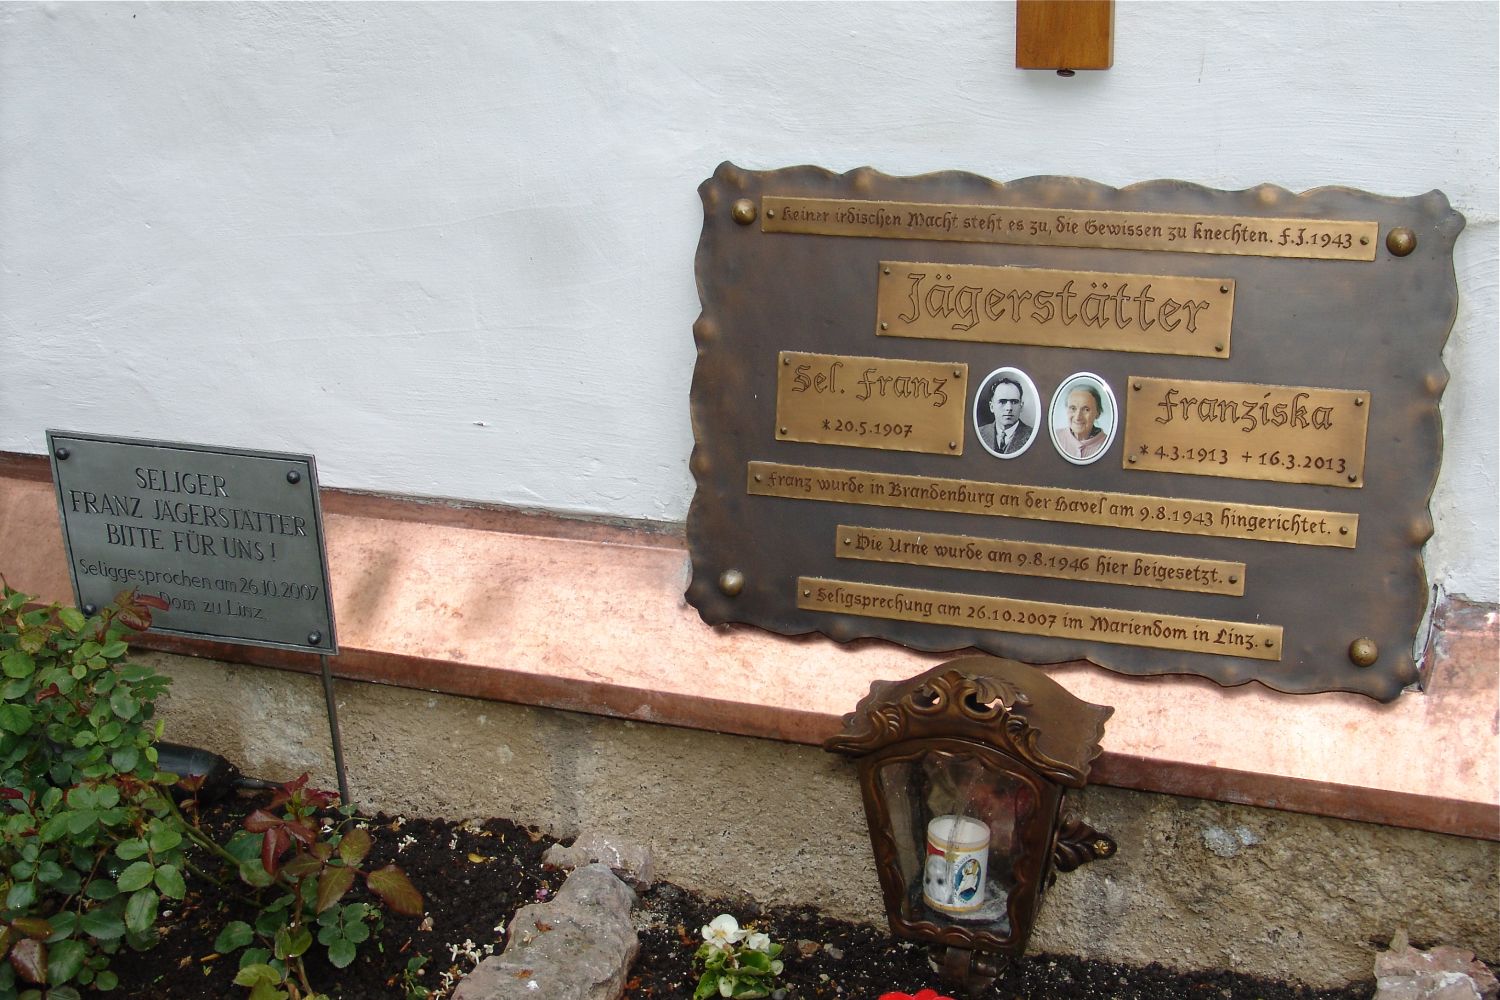 Keiner irdischen Macht steht es zu, die Gewissen zu knechten. F.J.1943
Jägerstätter
Sel. Franz
*20.5.1907
Franziska
*4.3.1913 +16.3.2013
Franz wurde in Brandenburg an der Havel am 9.8.1943 hingerichtet.
Die Urne wurde am 9.8.1946 hier beigesetzt.
Seligsprechung am 26.10.2007 im Mariendom in Linz.
SELIGER
FRANZ JÄGERSTÄTTER
BITTE FÜR UNS!
Seliggesprochen am 26.10.2007
Dom zu Linz